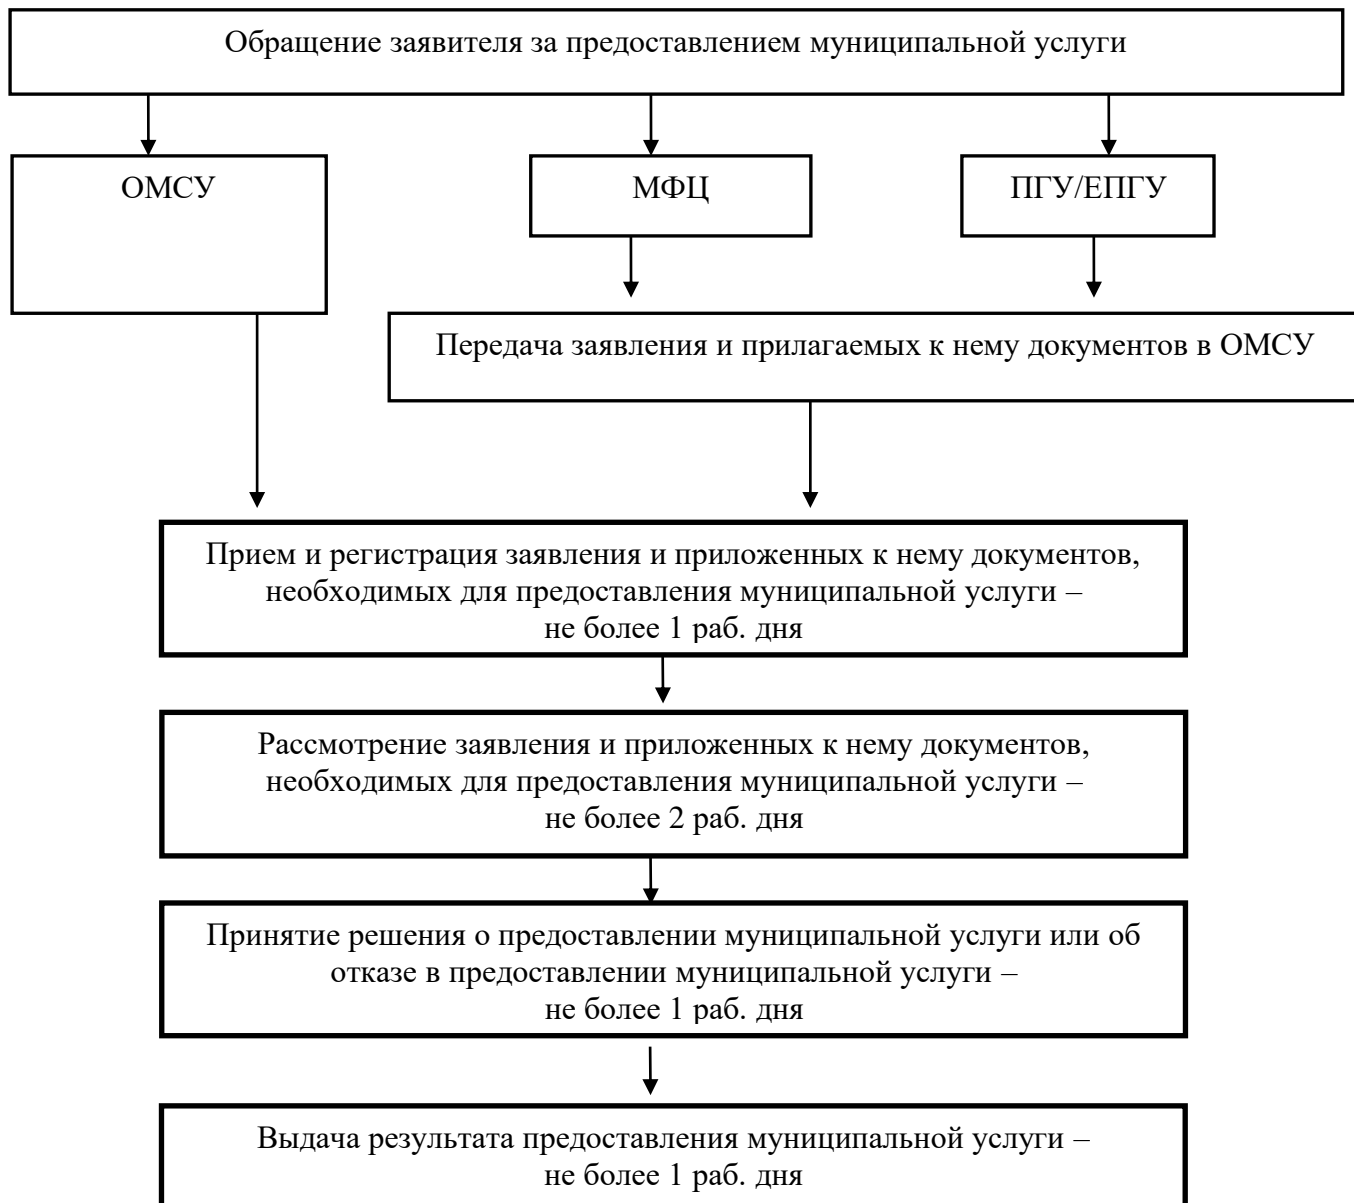 Обращение заявителя за предоставлением муниципальной услуги
ОМСУ
МФЦ
ПГУ/ЕПГУ
Передача заявления и прилагаемых к нему документов в ОМСУ
Прием и регистрация заявления и приложенных к нему документов,
необходимых для предоставления муниципальной услуги –
не более 1 раб. дня
Рассмотрение заявления и приложенных к нему документов,
необходимых для предоставления муниципальной услуги –
не более 2 раб. дня
Принятие решения о предоставлении муниципальной услуги или об
отказе в предоставлении муниципальной услуги –
не более 1 раб. дня
Выдача результата предоставления муниципальной услуги –
не более 1 раб. дня